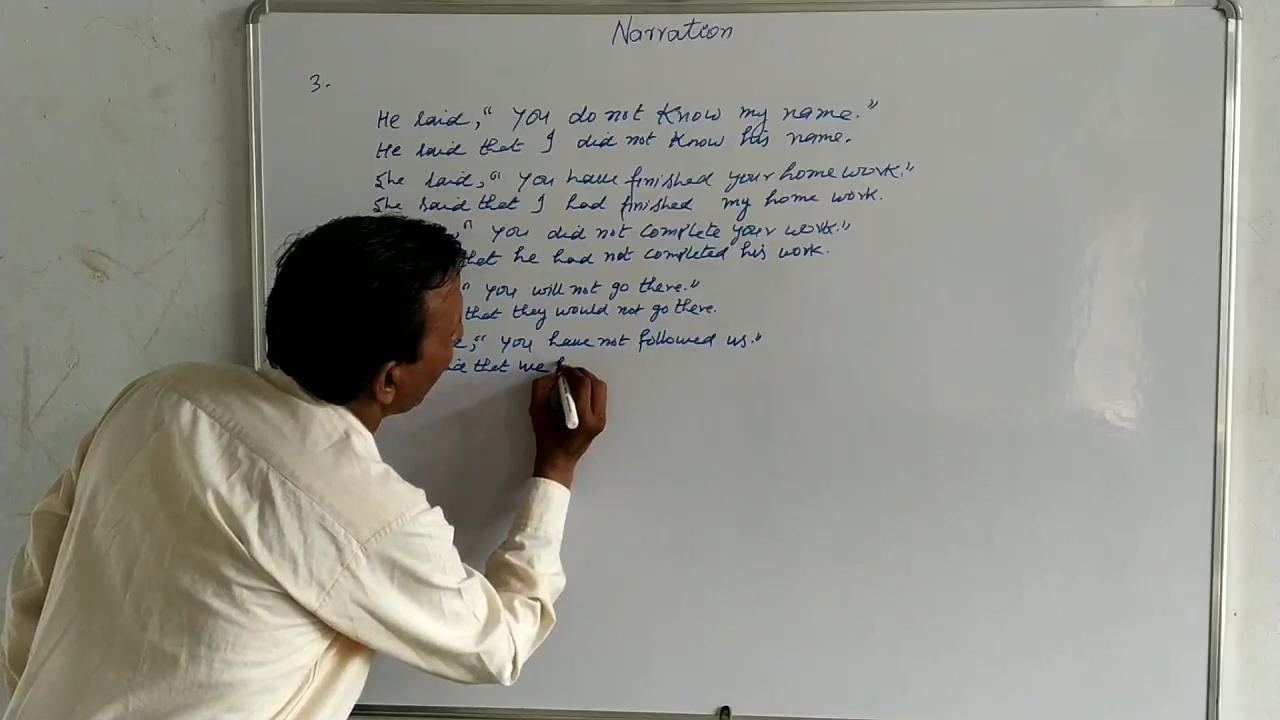 Narration
3.
He said, " You do not know my name."
He said that I did not know his name.
She said, " You have finished your home work."
She said that I had finished my home work.
" You did not complete your work."
that he had not completed his work.
" You will not go there."
that they would not go there.
" You have not followed us."
that we